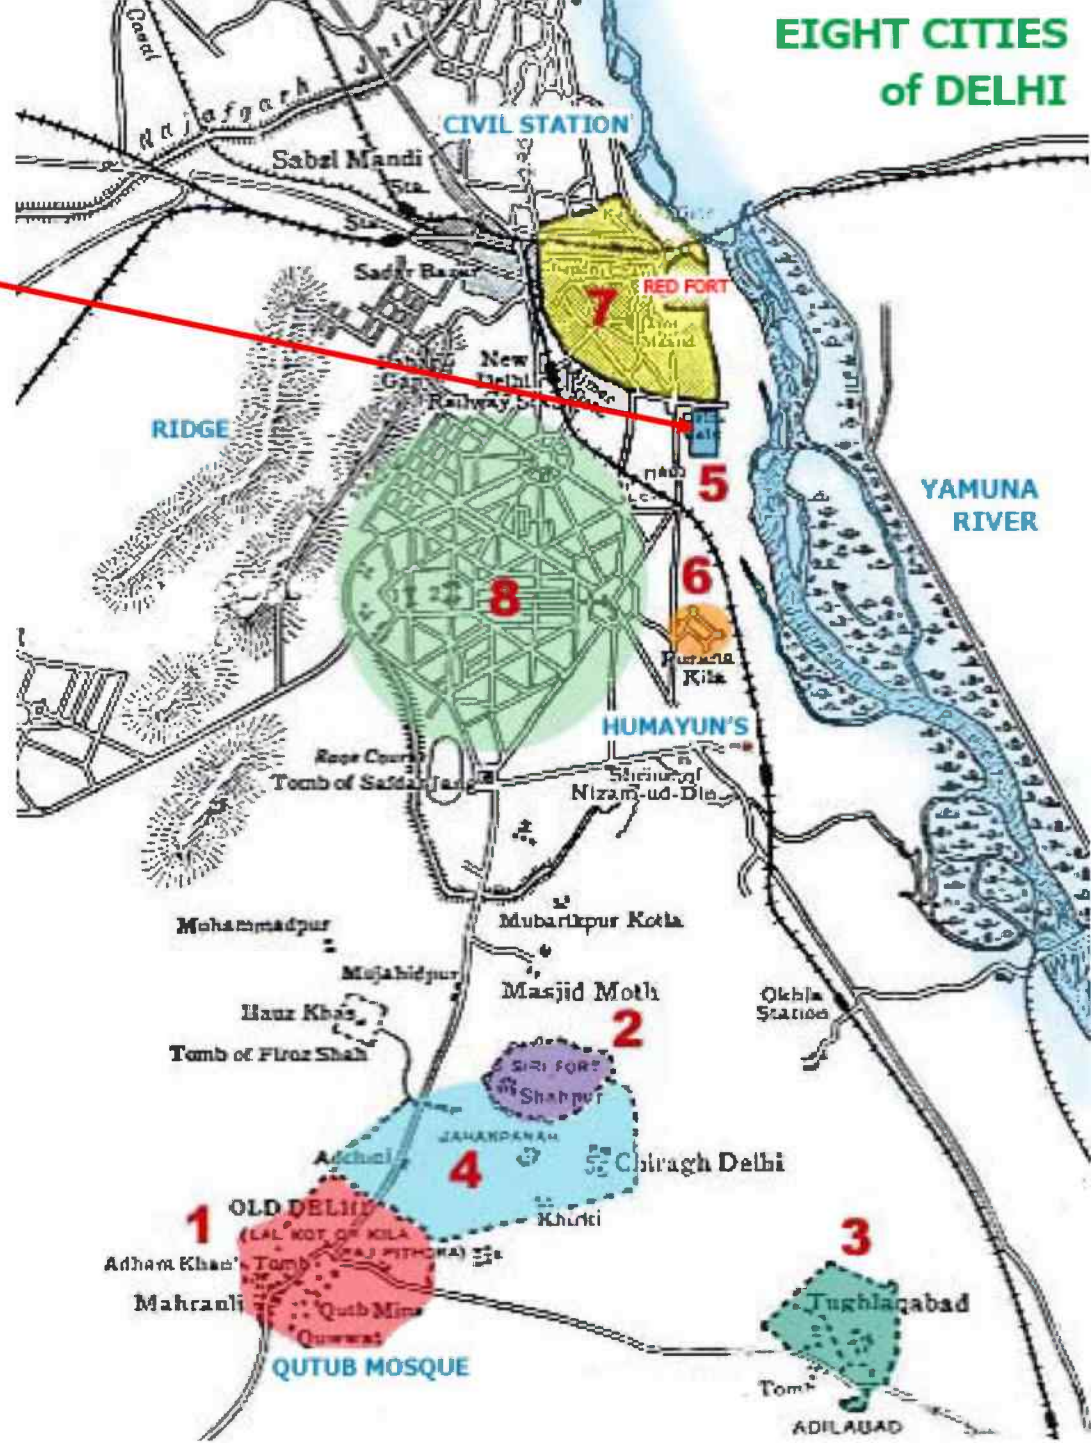 EIGHT CITIES
of DELHI
Canal
Najafgarh Jhil
CIVIL STATION
Sabzi Mandi
Sta.
Sadar Bazar
RED FORT
7
Masjid
New
Delhi
Railway Sta.
RIDGE
5
YAMUNA
RIVER
6
8
Purana
Kila
HUMAYUN'S
Race Course
Tomb of Safdar Jang
Shrine of
Nizam-ud-Din
Mubarikpur Kotla
Mohammadpur
Mujahidpur
Masjid Moth
Okhla
Station
Hauz Khas
2
Tomb of Firoz Shah
SIRI FORT
Shahpur
JAHANPANAH
Adchini
4
Chiragh Delhi
1
OLD DELHI
Khirki
(LAL KOT OR KILA
RAI PITHORA)
3
Adham Khan's Tomb
Mahrauli
Qutb Minar
Tughlaqabad
Quwwat
QUTUB MOSQUE
Tomb
ADILABAD